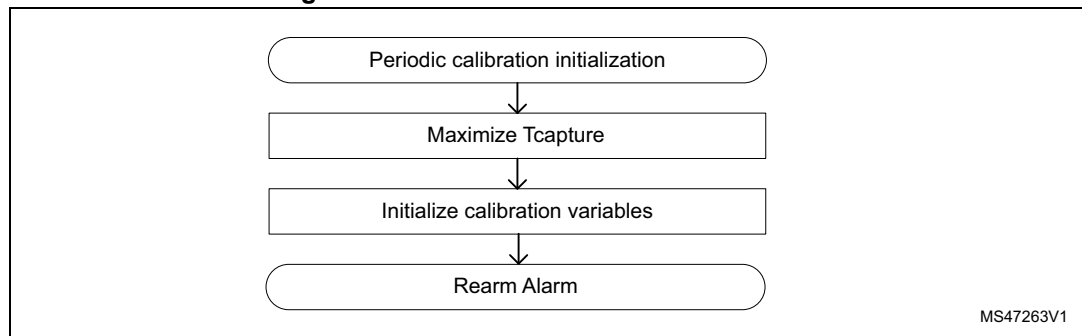 Periodic calibration initialization
Maximize Tcapture
Initialize calibration variables
Rearm Alarm
MS47263V1